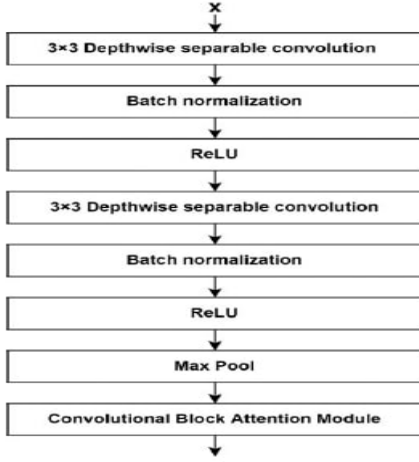 x
3×3 Depthwise separable convolution
Batch normalization
ReLU
3×3 Depthwise separable convolution
Batch normalization
ReLU
Max Pool
Convolutional Block Attention Module